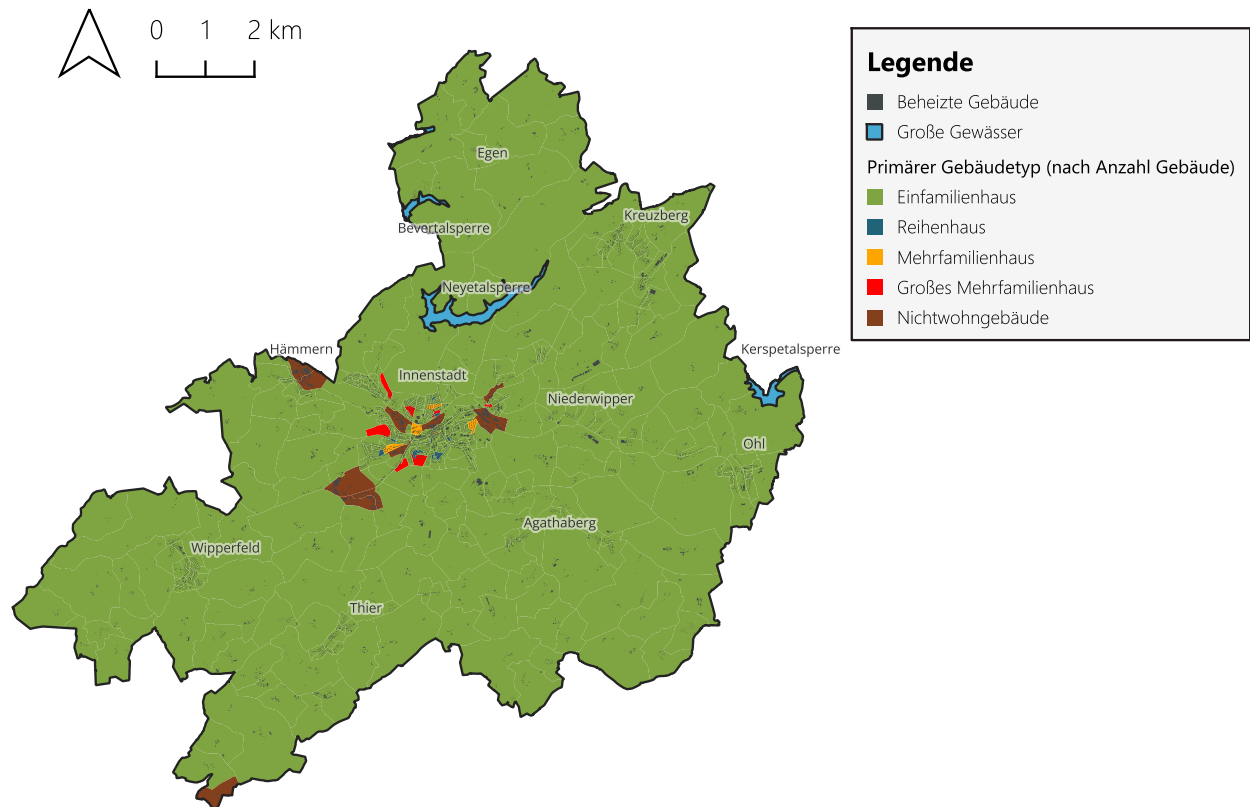 0 1 2 km
Legende
Beheizte Gebäude
Große Gewässer
Primärer Gebäudetyp (nach Anzahl Gebäude)
Einfamilienhaus
Reihenhaus
Mehrfamilienhaus
Großes Mehrfamilienhaus
Nichtwohngebäude
Egen
Kreuzberg
Bevertalsperre
Neyetalsperre
Hämmern
Kerspetalsperre
Innenstadt
Niederwipper
Ohl
Agathaberg
Wipperfeld
Thier